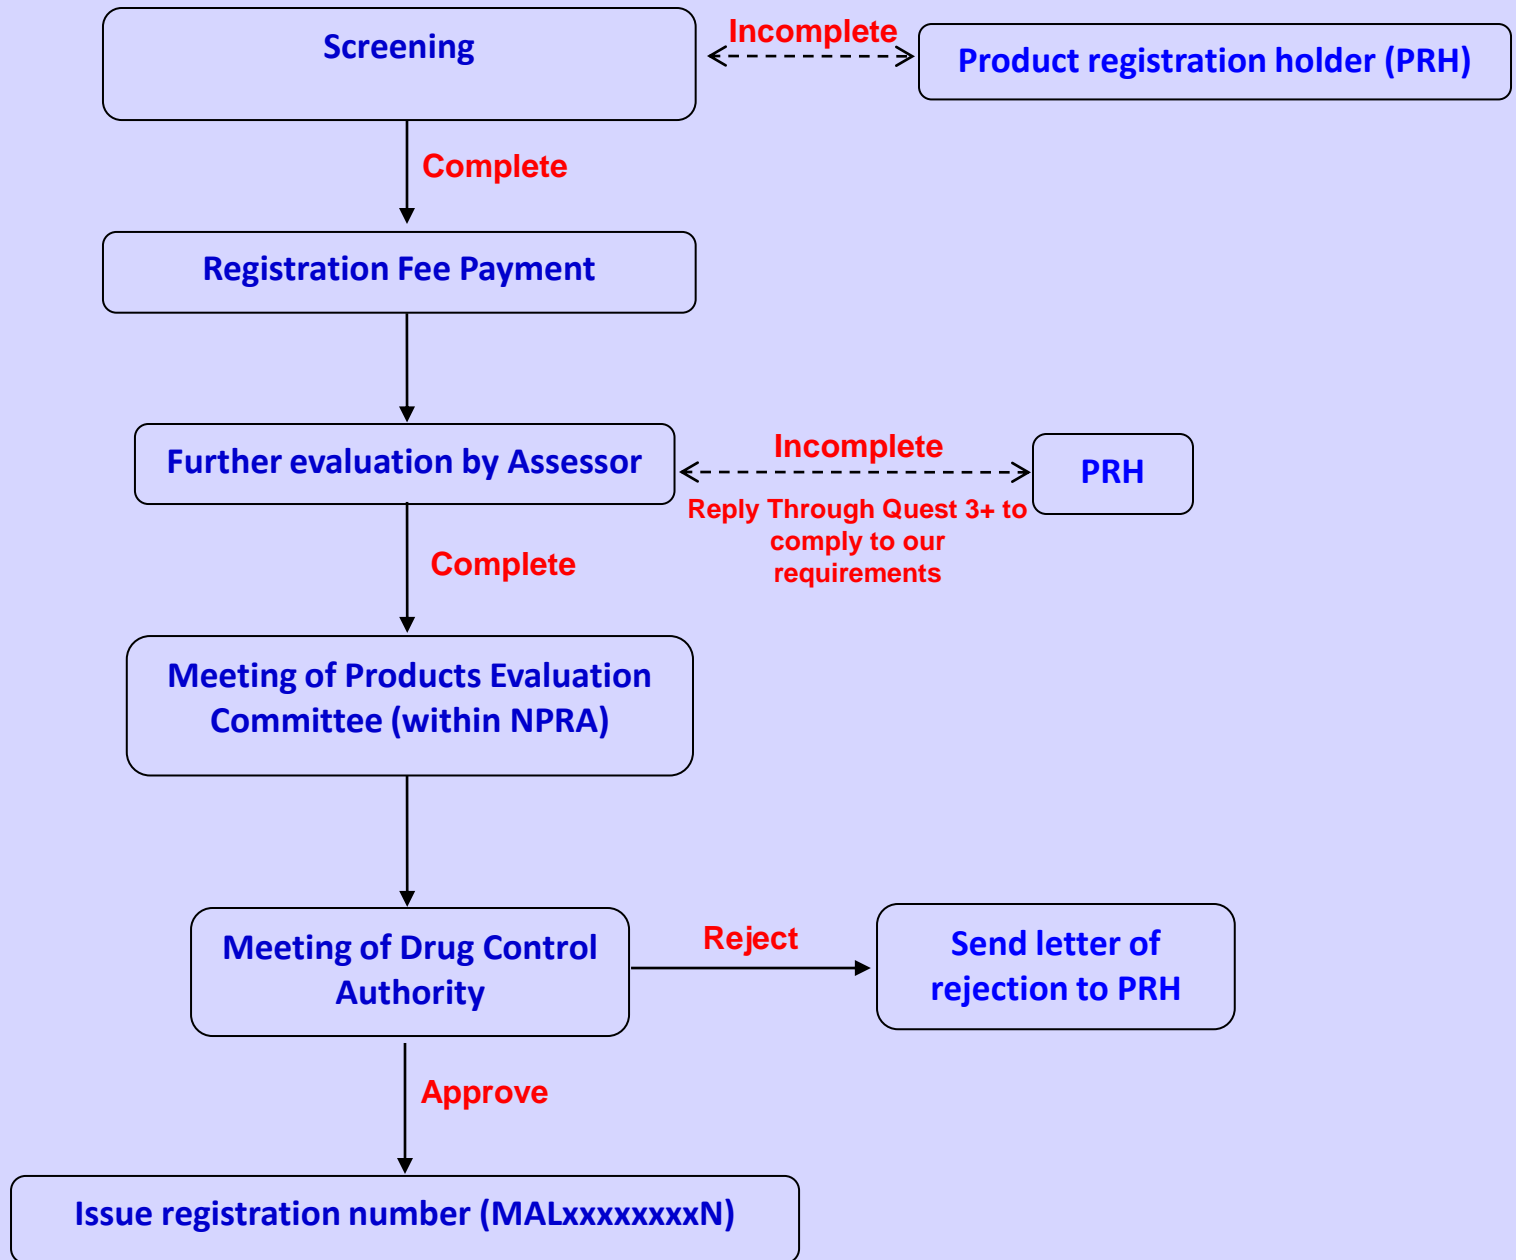 Screening
Incomplete
Product registration holder (PRH)
Complete
Registration Fee Payment
Further evaluation by Assessor
Incomplete
PRH
Reply Through Quest 3+ to
comply to our
requirements
Complete
Meeting of Products Evaluation
Committee (within NPRA)
Meeting of Drug Control
Authority
Reject
Send letter of
rejection to PRH
Approve
Issue registration number (MALxxxxxxxxN)